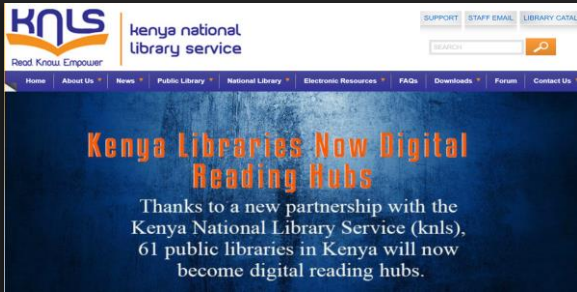 KNLS
Read Know Empower
kenya national
library service
SUPPORT STAFF EMAIL LIBRARY CATAL
SEARCH
Home About Us News Public Library National Library Electronic Resources FAQs Downloads Forum Contact Us
Kenya Libraries Now Digital
Reading Hubs
Thanks to a new partnership with the
Kenya National Library Service (knls),
61 public libraries in Kenya will now
become digital reading hubs.